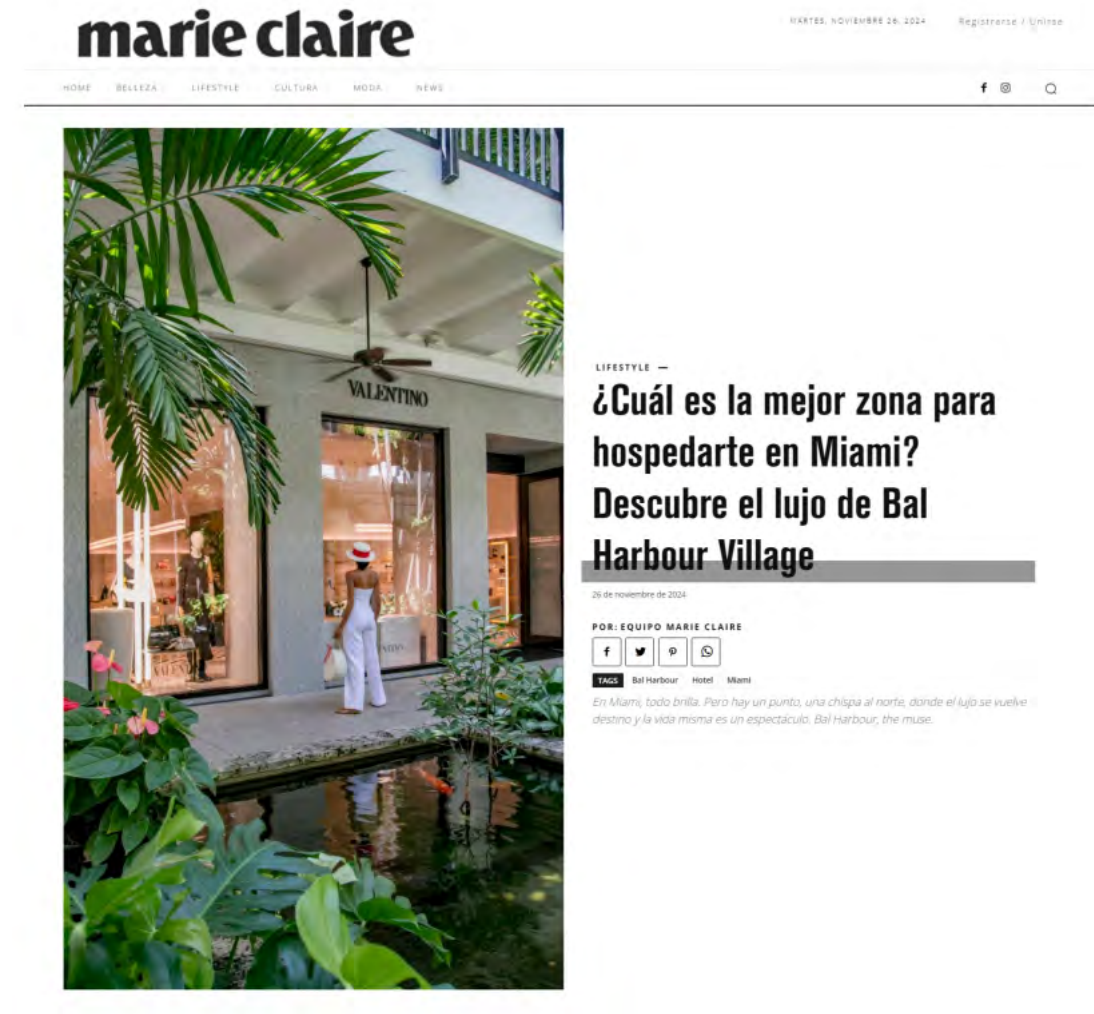 marie claire
MARTES, NOVIEMBRE 26, 2024
Registrarse / Unirse
HOME BELLEZA LIFESTYLE CULTURA MODA NEWS
VALENTINO
LIFESTYLE —
¿Cuál es la mejor zona para
hospedarte en Miami?
Descubre el lujo de Bal
Harbour Village
26 de noviembre de 2024
POR: EQUIPO MARIE CLAIRE
TAGS Bal Harbour Hotel Miami
En Miami, todo brilla. Pero hay un punto, una chispa al norte, donde el lujo se vuelve
destino y la vida misma es un espectáculo. Bal Harbour, the muse.